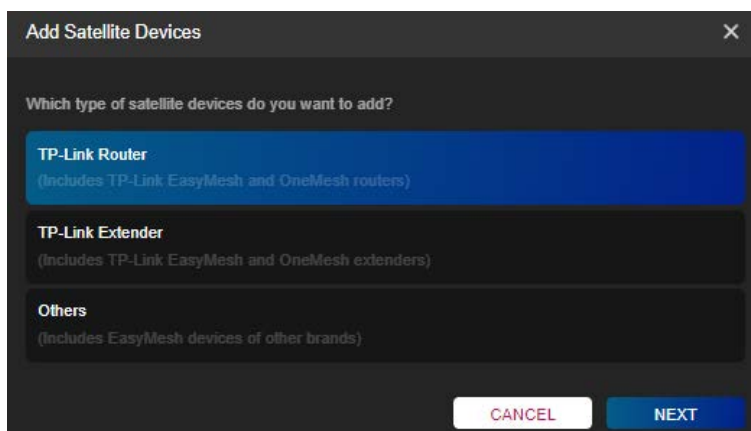 Add Satellite Devices
Which type of satellite devices do you want to add?
TP-Link Router
(Includes TP-Link EasyMesh and OneMesh routers)
TP-Link Extender
(Includes TP-Link EasyMesh and OneMesh extenders)
Others
(Includes EasyMesh devices of other brands)
CANCEL NEXT